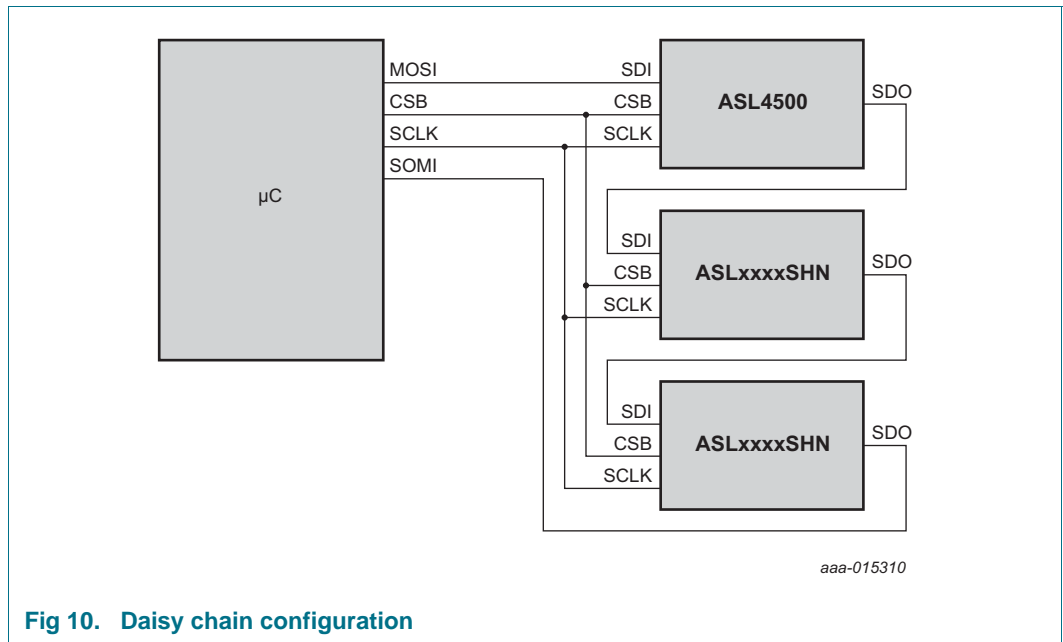 MOSI
CSB
SCLK
SOMI
µC
SDI
CSB
SCLK
ASL4500
SDO
SDI
CSB
SCLK
ASLxxxxSHN
SDO
SDI
CSB
SCLK
ASLxxxxSHN
SDO
aaa-015310
Fig 10. Daisy chain configuration